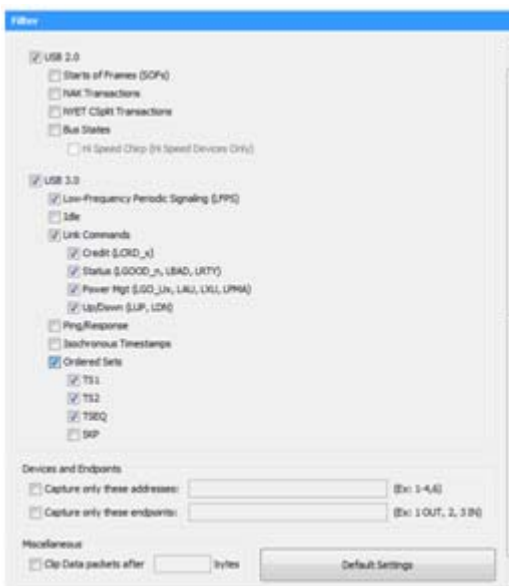 Filter
USB 2.0
Starts of Frames (SOFs)
NAK Transactions
NYET CSplit Transactions
Bus States
Hi Speed Chirp (Hi Speed Devices Only)
USB 3.0
Low-Frequency Periodic Signaling (LFPS)
Idle
Link Commands
Credit (LCRD_x)
Status (LGOOD_n, LBAD, LRTY)
Power Mgt (LGO_Ux, LAU, LXU, LPMA)
Up/Down (LUP, LDN)
Ping/Response
Isochronous Timestamps
Ordered Sets
TS1
TS2
TSEQ
SKP
Devices and Endpoints
Capture only these addresses: (Ex: 1-4,6)
Capture only these endpoints: (Ex: 1 OUT, 2, 3 IN)
Miscellaneous
Clip Data packets after bytes Default Settings